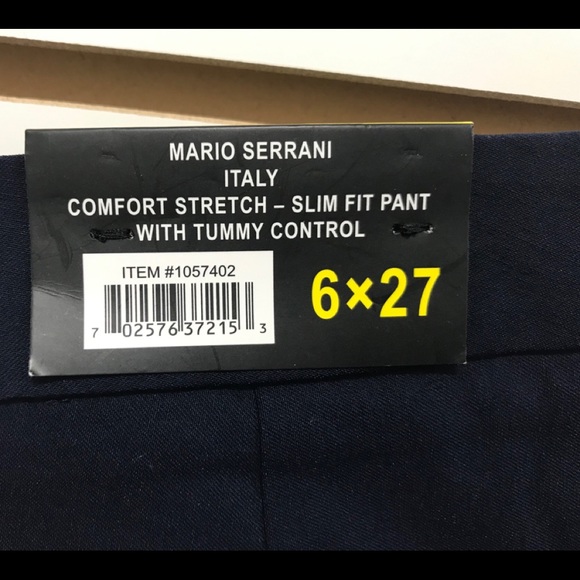 MARIO SERRANI
ITALY
COMFORT STRETCH – SLIM FIT PANT
WITH TUMMY CONTROL
ITEM #1057402
6×27
7 02576 37215 3